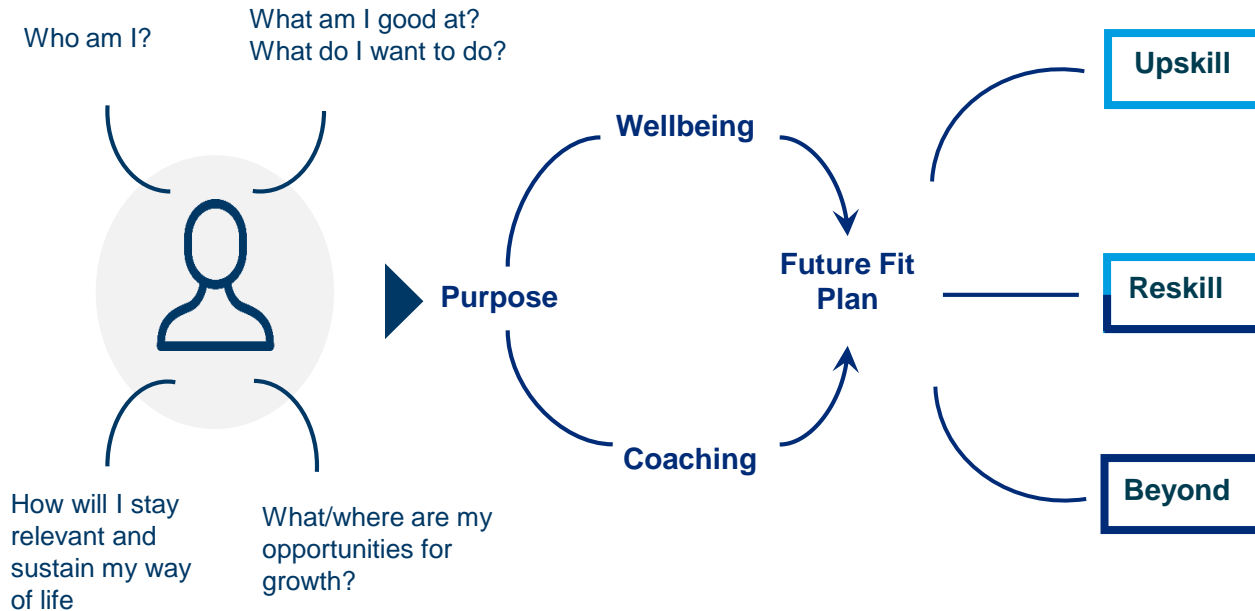 Who am I?
What am I good at?
What do I want to do?
How will I stay
relevant and
sustain my way
of life
What/where are my
opportunities for
growth?
Purpose
Wellbeing
Coaching
Future Fit
Plan
Upskill
Reskill
Beyond